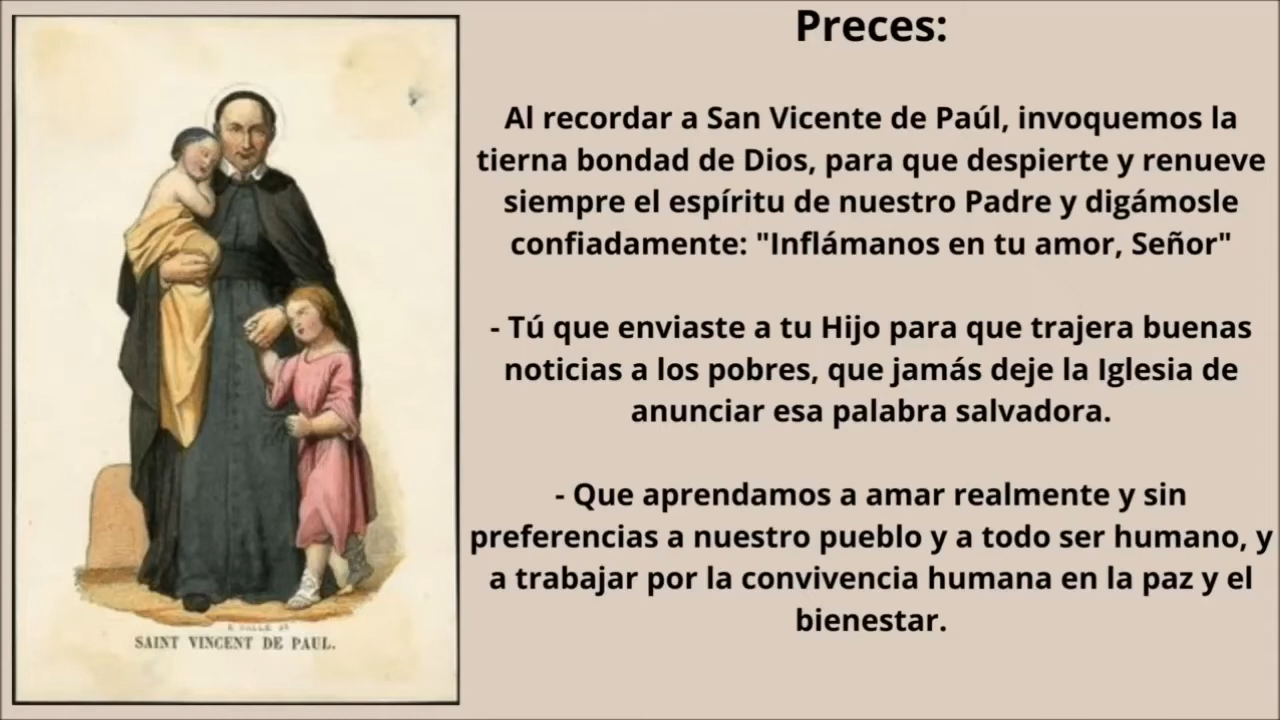 Preces:
Al recordar a San Vicente de Paúl, invoquemos la
tierna bondad de Dios, para que despierte y renueve
siempre el espíritu de nuestro Padre y digámosle
confiadamente: "Inflámanos en tu amor, Señor"
- Tú que enviaste a tu Hijo para que trajera buenas
noticias a los pobres, que jamás deje la Iglesia de
anunciar esa palabra salvadora.
- Que aprendamos a amar realmente y sin
preferencias a nuestro pueblo y a todo ser humano, y
a trabajar por la convivencia humana en la paz y el
bienestar.
SAINT VINCENT DE PAUL.